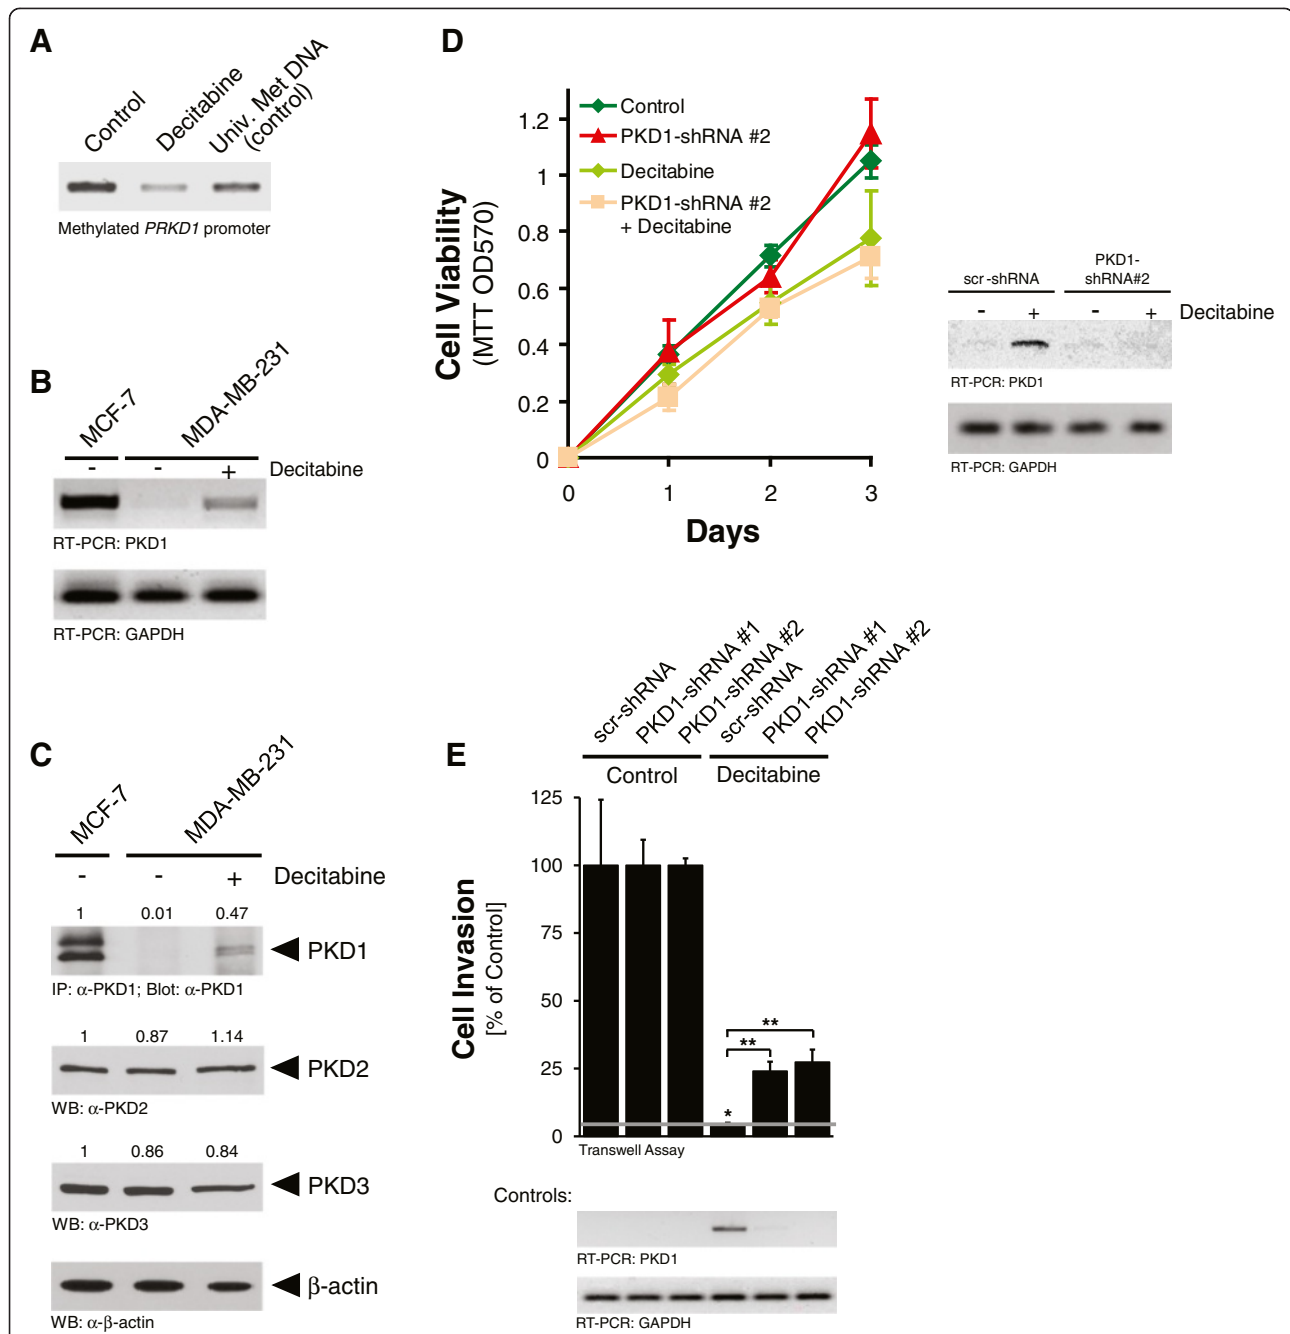 A
Control
Decitabine
Univ. Met DNA
(control)
Methylated PRKD1 promoter
B
MCF-7
MDA-MB-231
- - + Decitabine
RT-PCR: PKD1
RT-PCR: GAPDH
C
MCF-7
MDA-MB-231
- - + Decitabine
1 0.01 0.47
PKD1
IP: α-PKD1; Blot: α-PKD1
1 0.87 1.14
PKD2
WB: α-PKD2
1 0.86 0.84
PKD3
WB: α-PKD3
β-actin
WB: α-β-actin
D
Control
PKD1-shRNA #2
Decitabine
PKD1-shRNA #2
+ Decitabine
Cell Viability
(MTT OD570)
1.2
1
0.8
0.6
0.4
0.2
0
0 1 2 3
Days
scr-shRNA
PKD1-
shRNA#2
- + - + Decitabine
RT-PCR: PKD1
RT-PCR: GAPDH
E
scr-shRNA
PKD1-shRNA #1
PKD1-shRNA #2
scr-shRNA
PKD1-shRNA #1
PKD1-shRNA #2
Control Decitabine
Cell Invasion
[% of Control]
125
100
75
50
25
0
**
**
*
Transwell Assay
Controls:
RT-PCR: PKD1
RT-PCR: GAPDH